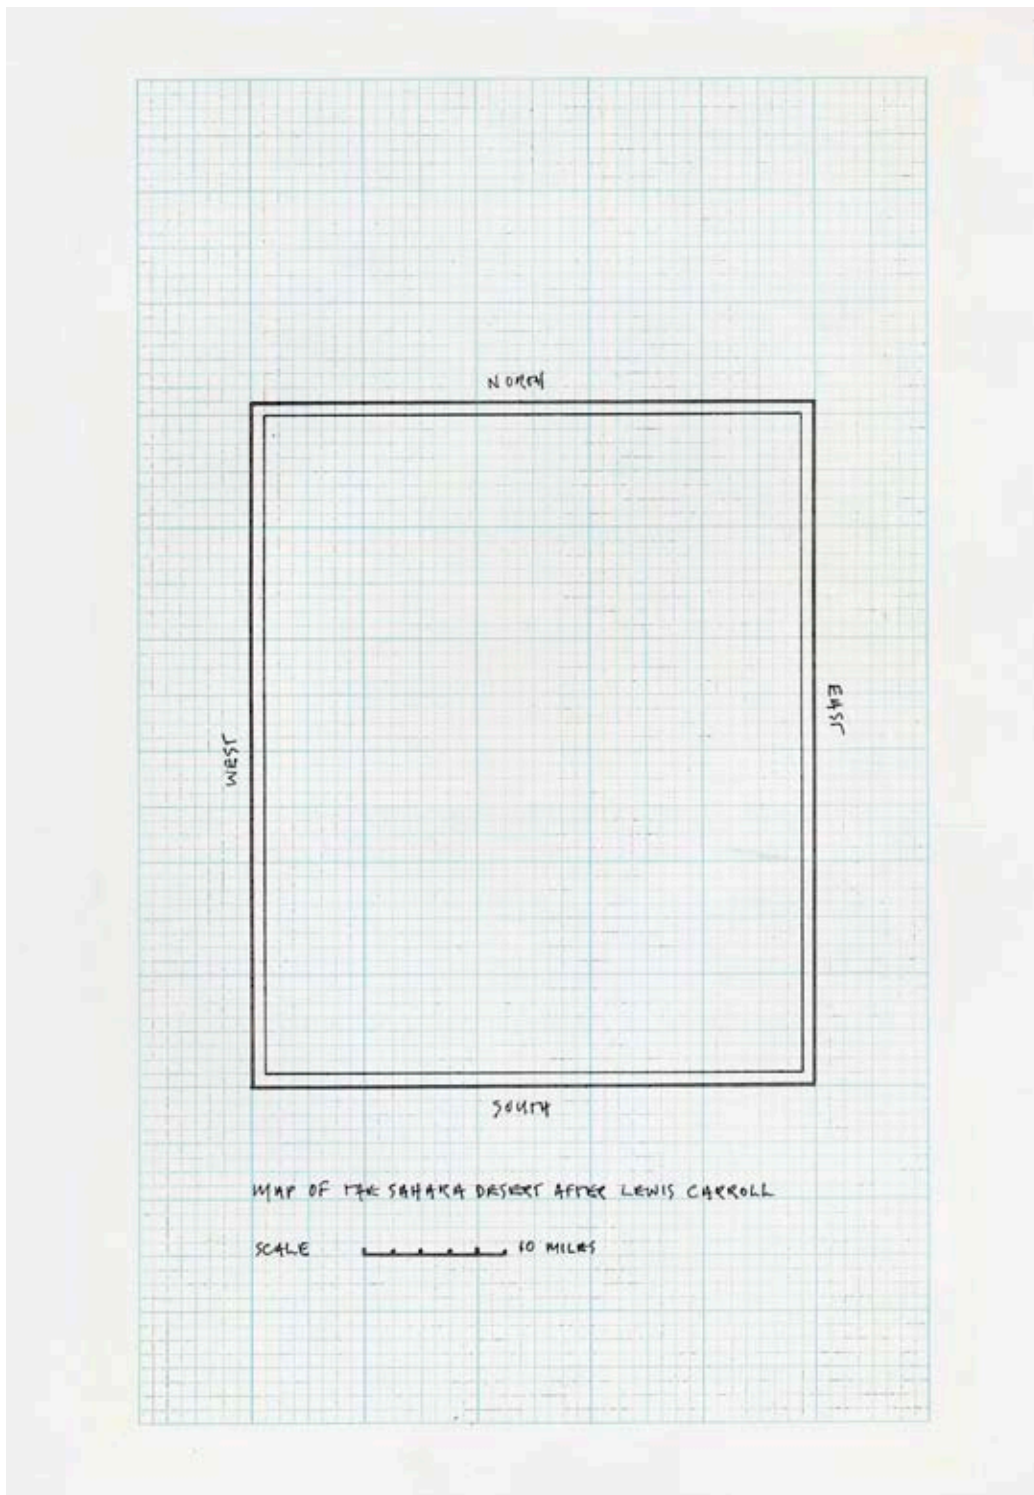 NORTH
WEST
EAST
SOUTH
MAP OF THE SAHARA DESERT AFTER LEWIS CARROLL
SCALE 10 MILES